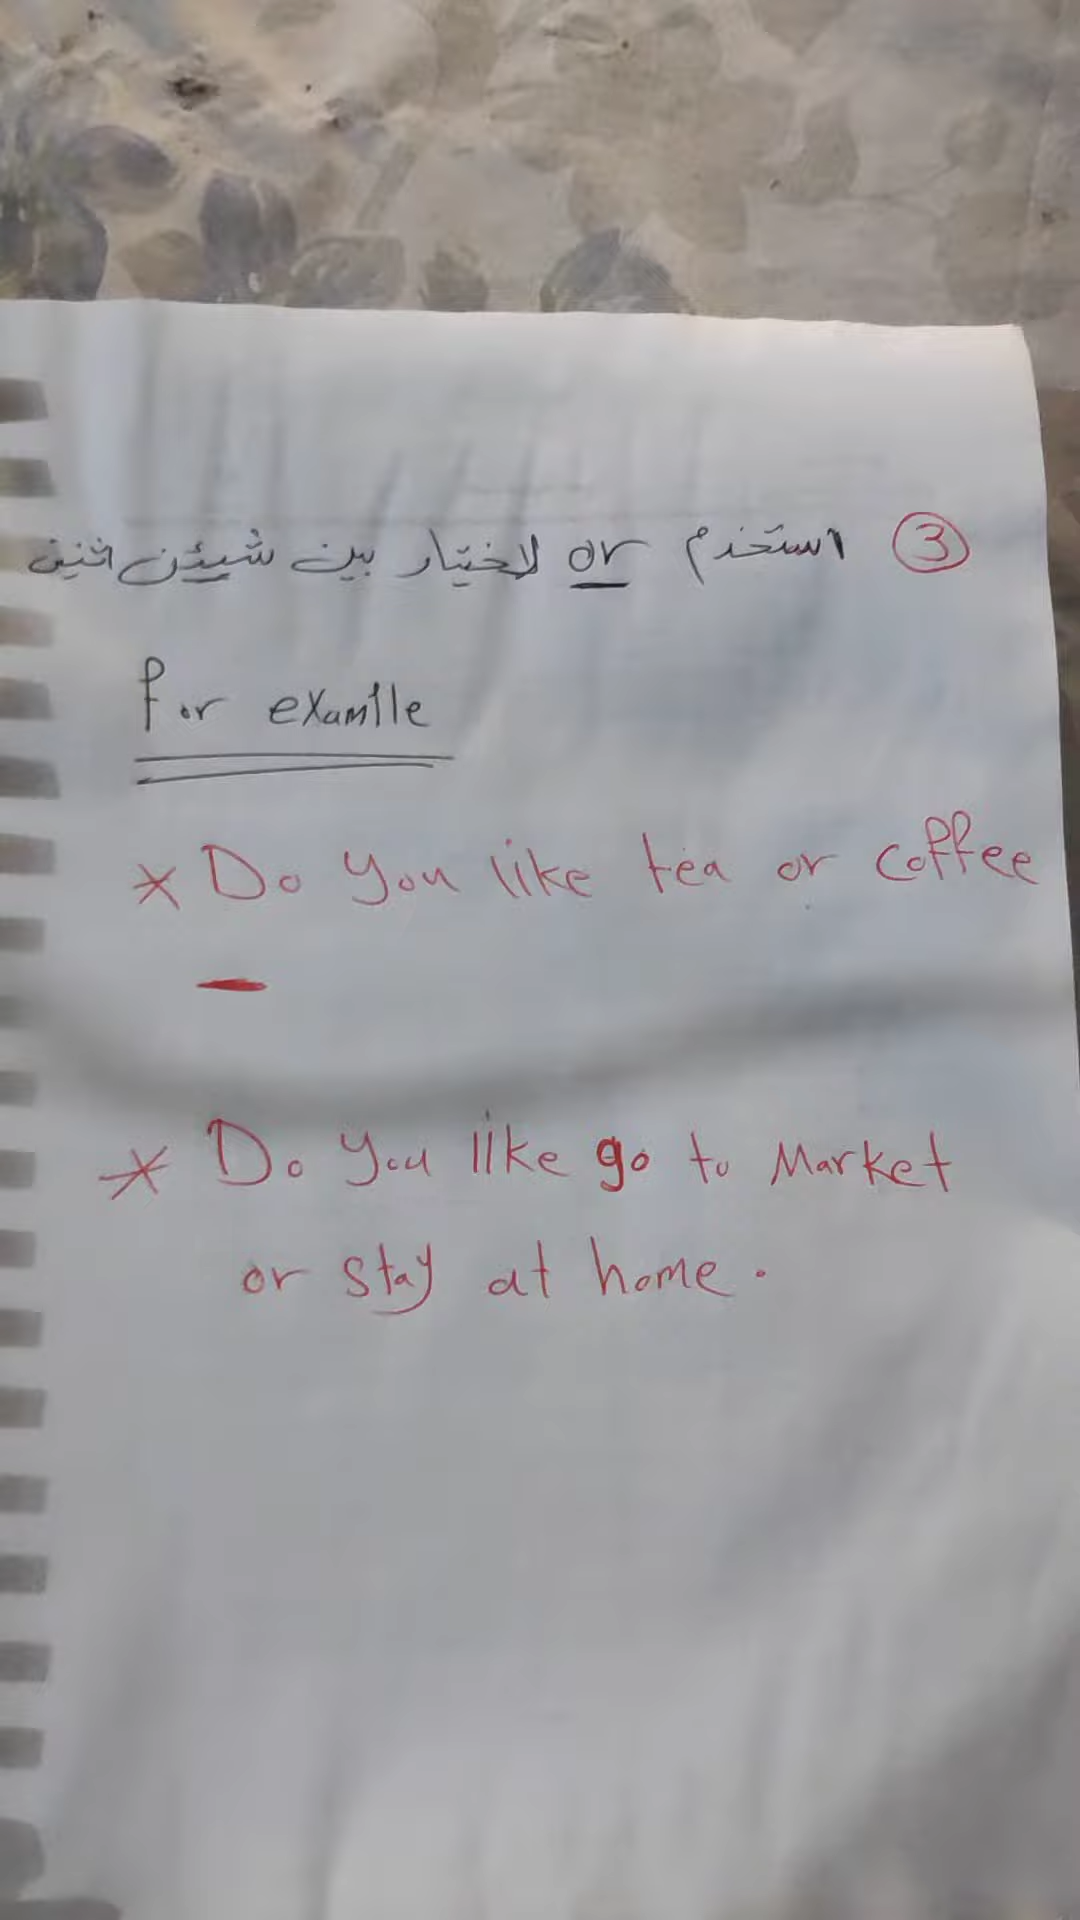 ③ استخدم or لاختيار بين شيئن اثنين
for examlle
* Do you like tea or coffee
* Do you like go to Market
or stay at home.